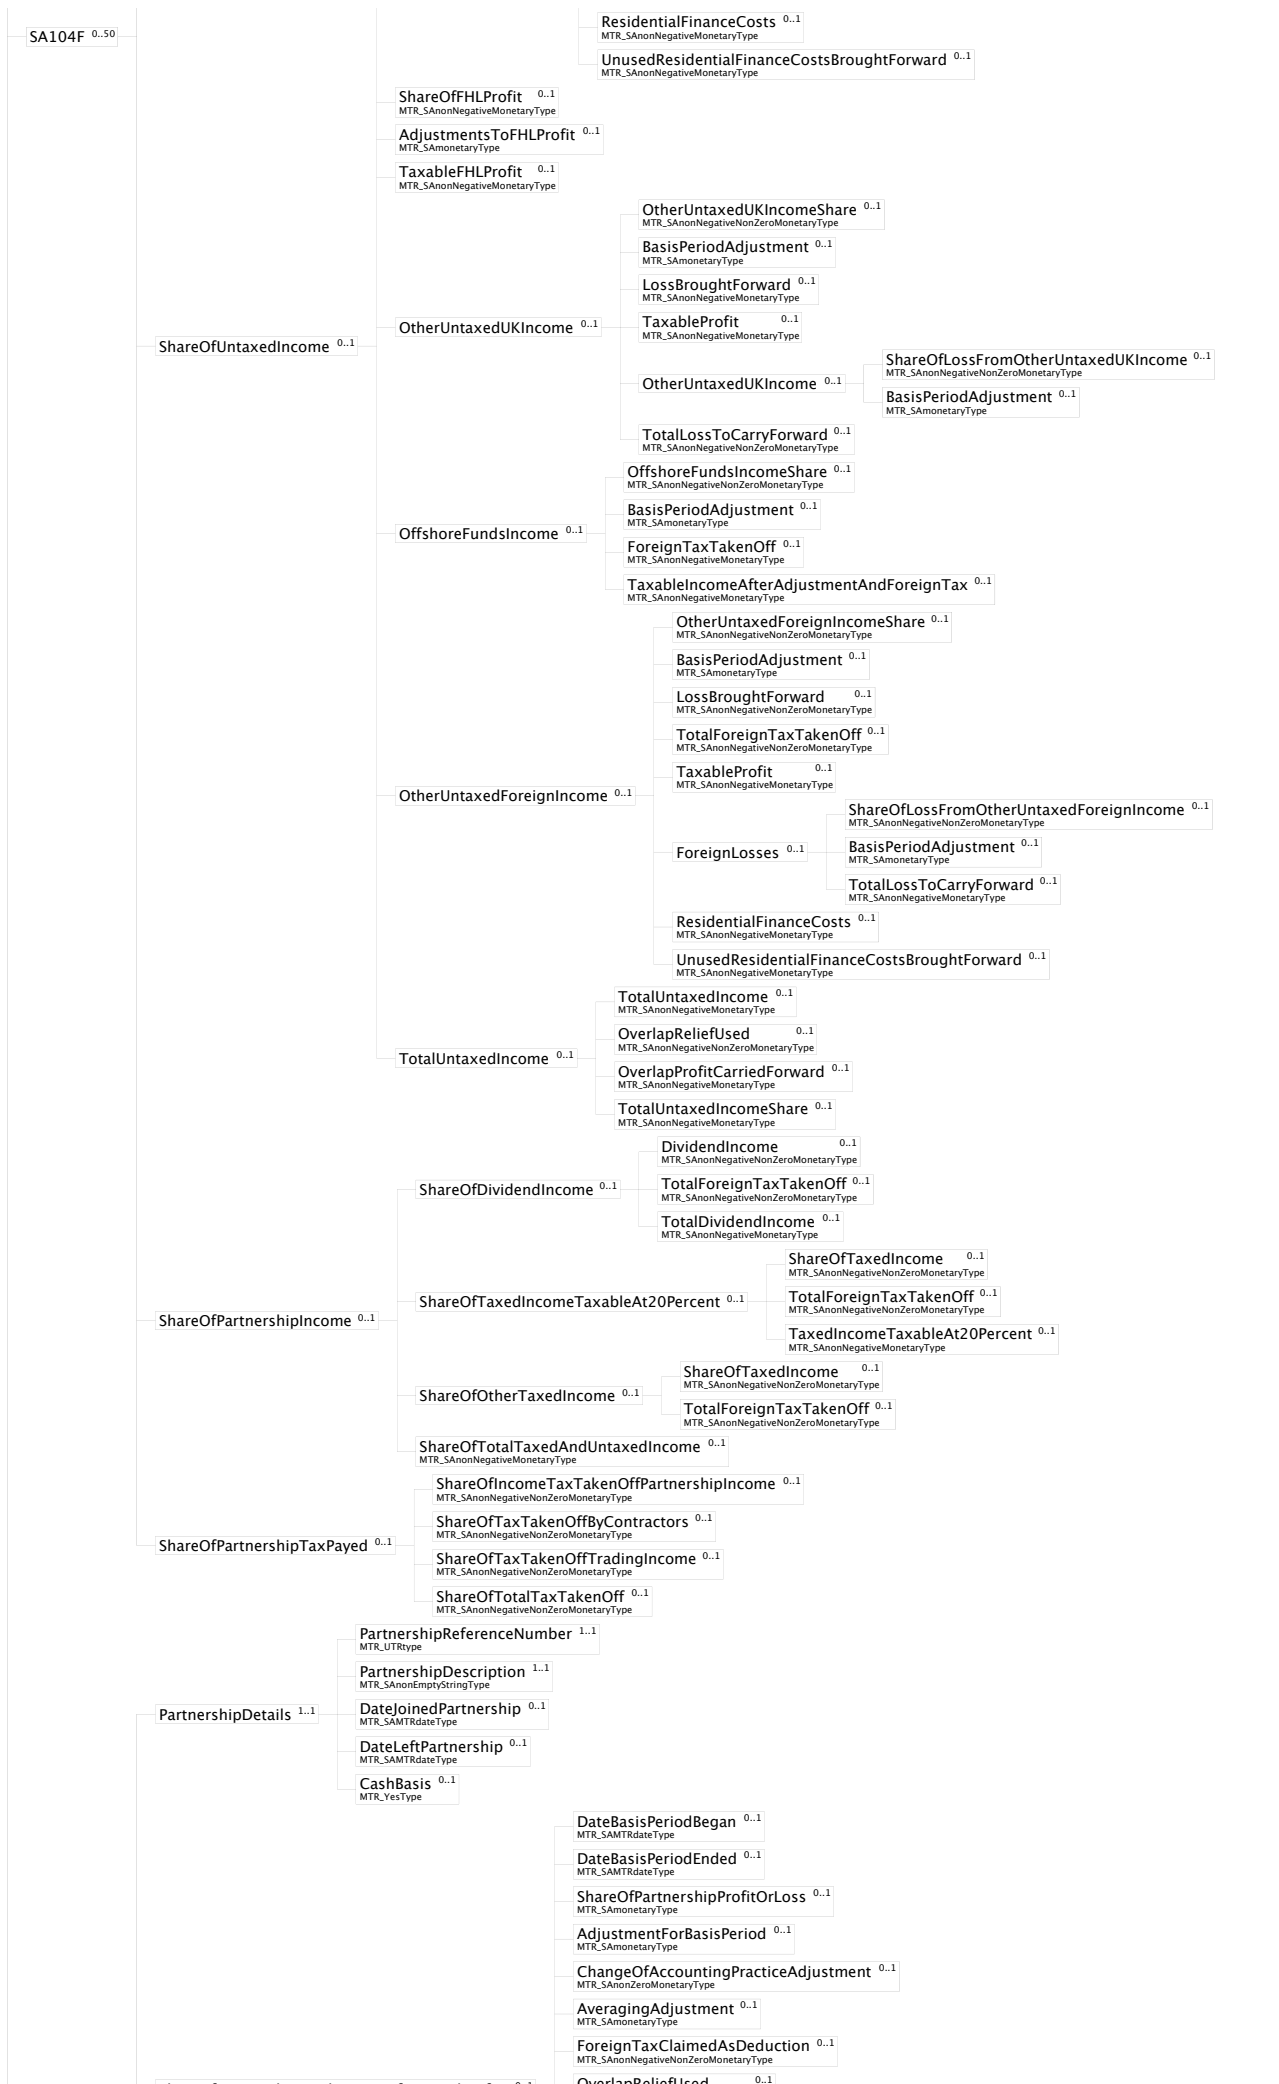 SA104F 0..50
ResidentialFinanceCosts 0..1
MTR_SAnonNegativeMonetaryType
UnusedResidentialFinanceCostsBroughtForward 0..1
MTR_SAnonNegativeMonetaryType
ShareOfFHLProfit 0..1
MTR_SAnonNegativeMonetaryType
AdjustmentsToFHLProfit 0..1
MTR_SAmonetaryType
TaxableFHLProfit 0..1
MTR_SAnonNegativeMonetaryType
OtherUntaxedUKIncomeShare 0..1
MTR_SAnonNegativeNonZeroMonetaryType
BasisPeriodAdjustment 0..1
MTR_SAmonetaryType
LossBroughtForward 0..1
MTR_SAnonNegativeMonetaryType
OtherUntaxedUKIncome 0..1
TaxableProfit 0..1
MTR_SAnonNegativeMonetaryType
ShareOfUntaxedIncome 0..1
ShareOfLossFromOtherUntaxedUKIncome 0..1
MTR_SAnonNegativeNonZeroMonetaryType
OtherUntaxedUKIncome 0..1
BasisPeriodAdjustment 0..1
MTR_SAmonetaryType
TotalLossToCarryForward 0..1
MTR_SAnonNegativeNonZeroMonetaryType
OffshoreFundsIncomeShare 0..1
MTR_SAnonNegativeNonZeroMonetaryType
BasisPeriodAdjustment 0..1
MTR_SAmonetaryType
OffshoreFundsIncome 0..1
ForeignTaxTakenOff 0..1
MTR_SAnonNegativeMonetaryType
TaxableIncomeAfterAdjustmentAndForeignTax 0..1
MTR_SAnonNegativeMonetaryType
OtherUntaxedForeignIncomeShare 0..1
MTR_SAnonNegativeNonZeroMonetaryType
BasisPeriodAdjustment 0..1
MTR_SAmonetaryType
LossBroughtForward 0..1
MTR_SAnonNegativeNonZeroMonetaryType
TotalForeignTaxTakenOff 0..1
MTR_SAnonNegativeNonZeroMonetaryType
TaxableProfit 0..1
MTR_SAnonNegativeMonetaryType
OtherUntaxedForeignIncome 0..1
ShareOfLossFromOtherUntaxedForeignIncome 0..1
MTR_SAnonNegativeNonZeroMonetaryType
ForeignLosses 0..1
BasisPeriodAdjustment 0..1
MTR_SAmonetaryType
TotalLossToCarryForward 0..1
MTR_SAnonNegativeMonetaryType
ResidentialFinanceCosts 0..1
MTR_SAnonNegativeMonetaryType
UnusedResidentialFinanceCostsBroughtForward 0..1
MTR_SAnonNegativeMonetaryType
TotalUntaxedIncome 0..1
MTR_SAnonNegativeMonetaryType
OverlapReliefUsed 0..1
MTR_SAnonNegativeNonZeroMonetaryType
TotalUntaxedIncome 0..1
OverlapProfitCarriedForward 0..1
MTR_SAnonNegativeMonetaryType
TotalUntaxedIncomeShare 0..1
MTR_SAnonNegativeMonetaryType
DividendIncome 0..1
MTR_SAnonNegativeNonZeroMonetaryType
ShareOfDividendIncome 0..1
TotalForeignTaxTakenOff 0..1
MTR_SAnonNegativeNonZeroMonetaryType
TotalDividendIncome 0..1
MTR_SAnonNegativeMonetaryType
ShareOfTaxedIncome 0..1
MTR_SAnonNegativeNonZeroMonetaryType
ShareOfTaxedIncomeTaxableAt20Percent 0..1
TotalForeignTaxTakenOff 0..1
MTR_SAnonNegativeNonZeroMonetaryType
ShareOfPartnershipIncome 0..1
TaxedIncomeTaxableAt20Percent 0..1
MTR_SAnonNegativeMonetaryType
ShareOfTaxedIncome 0..1
MTR_SAnonNegativeNonZeroMonetaryType
ShareOfOtherTaxedIncome 0..1
TotalForeignTaxTakenOff 0..1
MTR_SAnonNegativeNonZeroMonetaryType
ShareOfTotalTaxedAndUntaxedIncome 0..1
MTR_SAnonNegativeMonetaryType
ShareOfIncomeTaxTakenOffPartnershipIncome 0..1
MTR_SAnonNegativeNonZeroMonetaryType
ShareOfTaxTakenOffByContractors 0..1
MTR_SAnonNegativeNonZeroMonetaryType
ShareOfPartnershipTaxPayed 0..1
ShareOfTaxTakenOffTradingIncome 0..1
MTR_SAnonNegativeNonZeroMonetaryType
ShareOfTotalTaxTakenOff 0..1
MTR_SAnonNegativeNonZeroMonetaryType
PartnershipReferenceNumber 1..1
MTR_UTRtype
PartnershipDescription 1..1
MTR_SAnonEmptyStringType
PartnershipDetails 1..1
DateJoinedPartnership 0..1
MTR_SAMTRdateType
DateLeftPartnership 0..1
MTR_SAMTRdateType
CashBasis 0..1
MTR_YesType
DateBasisPeriodBegan 0..1
MTR_SAMTRdateType
DateBasisPeriodEnded 0..1
MTR_SAMTRdateType
ShareOfPartnershipProfitOrLoss 0..1
MTR_SAmonetaryType
AdjustmentForBasisPeriod 0..1
MTR_SAmonetaryType
ChangeOfAccountingPracticeAdjustment 0..1
MTR_SAnonZeroMonetaryType
AveragingAdjustment 0..1
MTR_SAmonetaryType
ForeignTaxClaimedAsDeduction 0..1
MTR_SAnonNegativeNonZeroMonetaryType
OverlapReliefUsed 0..1